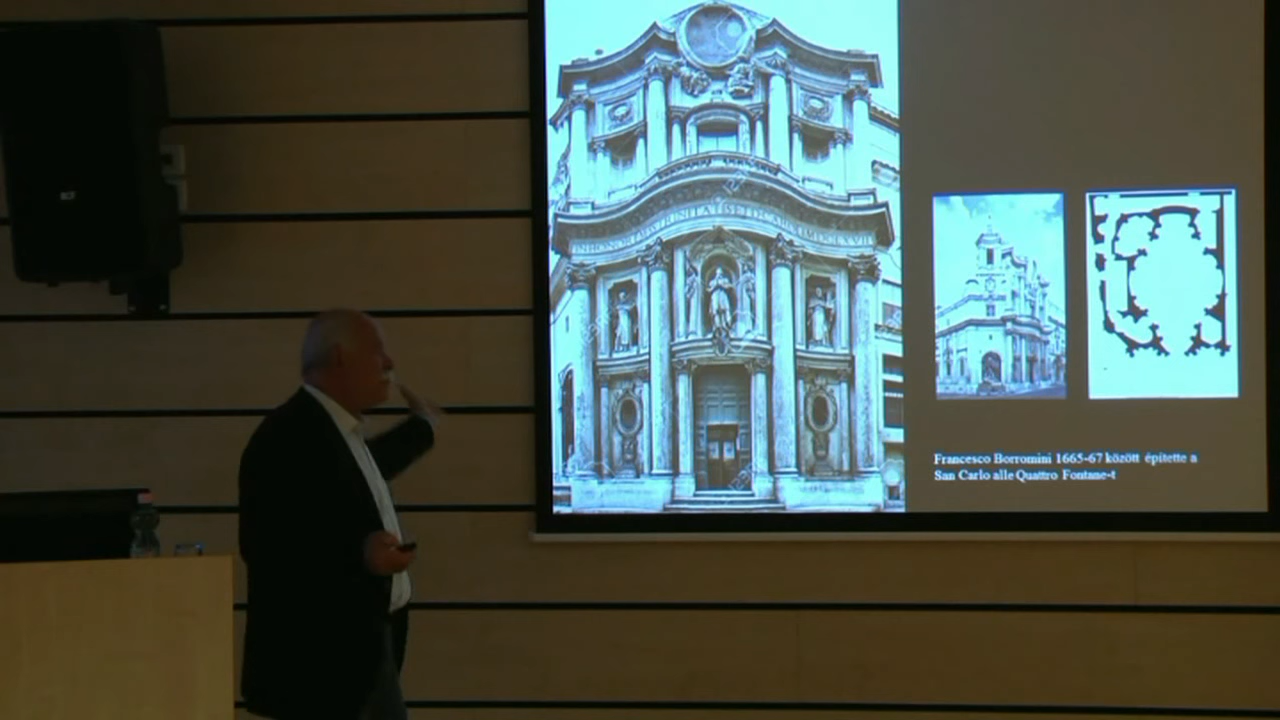 Francesco Borromini 1665-67 között építette a
San Carlo alle Quattro Fontane-t